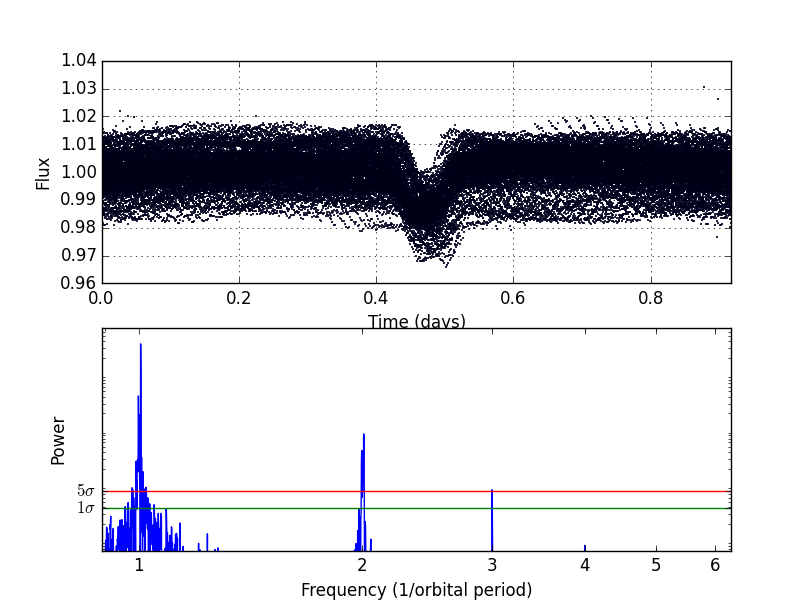 1.04
1.03
1.02
1.01
1.00
0.99
0.98
0.97
0.96
Flux
0.0 0.2 0.4 0.6 0.8
Time (days)
Power
5σ
1σ
1 2 3 4 5 6
Frequency (1/orbital period)